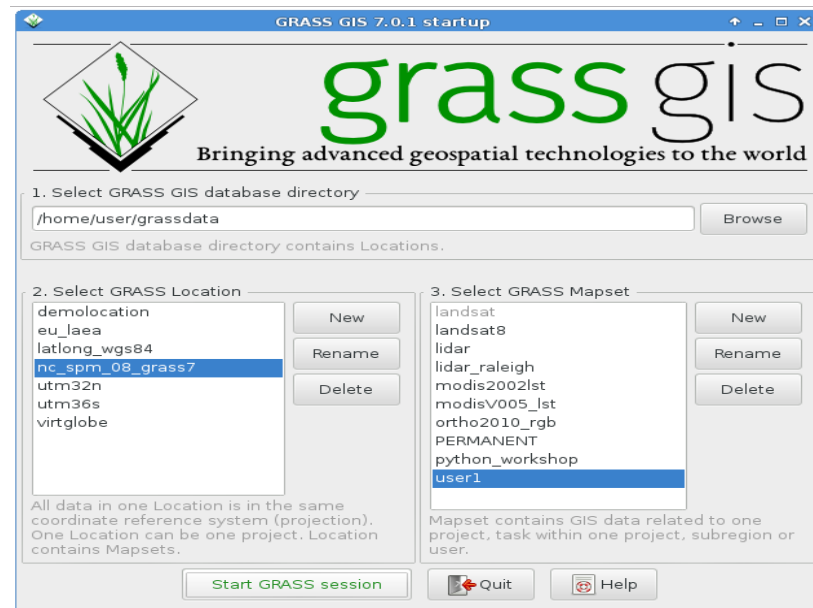 GRASS GIS 7.0.1 startup
grass gis
Bringing advanced geospatial technologies to the world
1. Select GRASS GIS database directory
/home/user/grassdata
Browse
GRASS GIS database directory contains Locations.
2. Select GRASS Location
demolocation
eu_laea
latlong_wgs84
nc_spm_08_grass7
utm32n
utm36s
virtglobe
New
Rename
Delete
All data in one Location is in the same
coordinate reference system (projection).
One Location can be one project. Location
contains Mapsets.
3. Select GRASS Mapset
landsat
landsat8
lidar
lidar_raleigh
modis2002lst
modisV005_lst
ortho2010_rgb
PERMANENT
python_workshop
user1
New
Rename
Delete
Mapset contains GIS data related to one
project, task within one project, subregion or
user.
Start GRASS session
Quit
Help